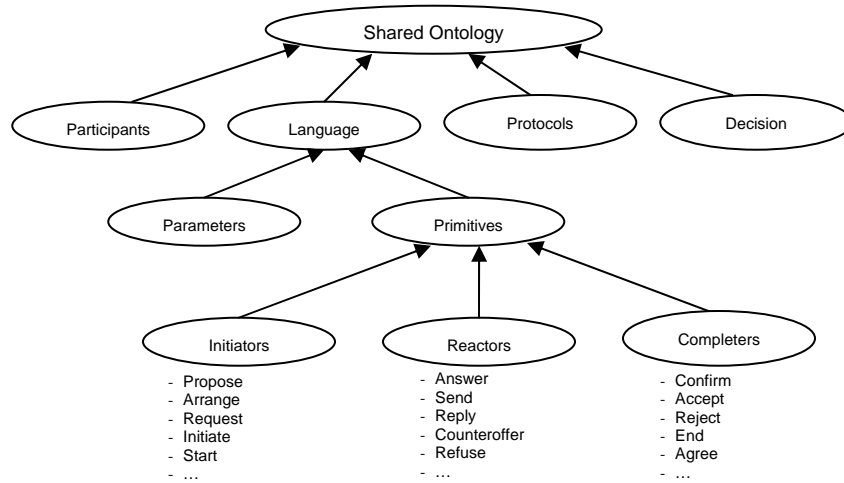 Shared Ontology
Participants
Language
Protocols
Decision
Parameters
Primitives
Initiators
Reactors
Completers
- Propose
- Arrange
- Request
- Initiate
- Start
- ...
- Answer
- Send
- Reply
- Counteroffer
- Refuse
- ...
- Confirm
- Accept
- Reject
- End
- Agree
- ...